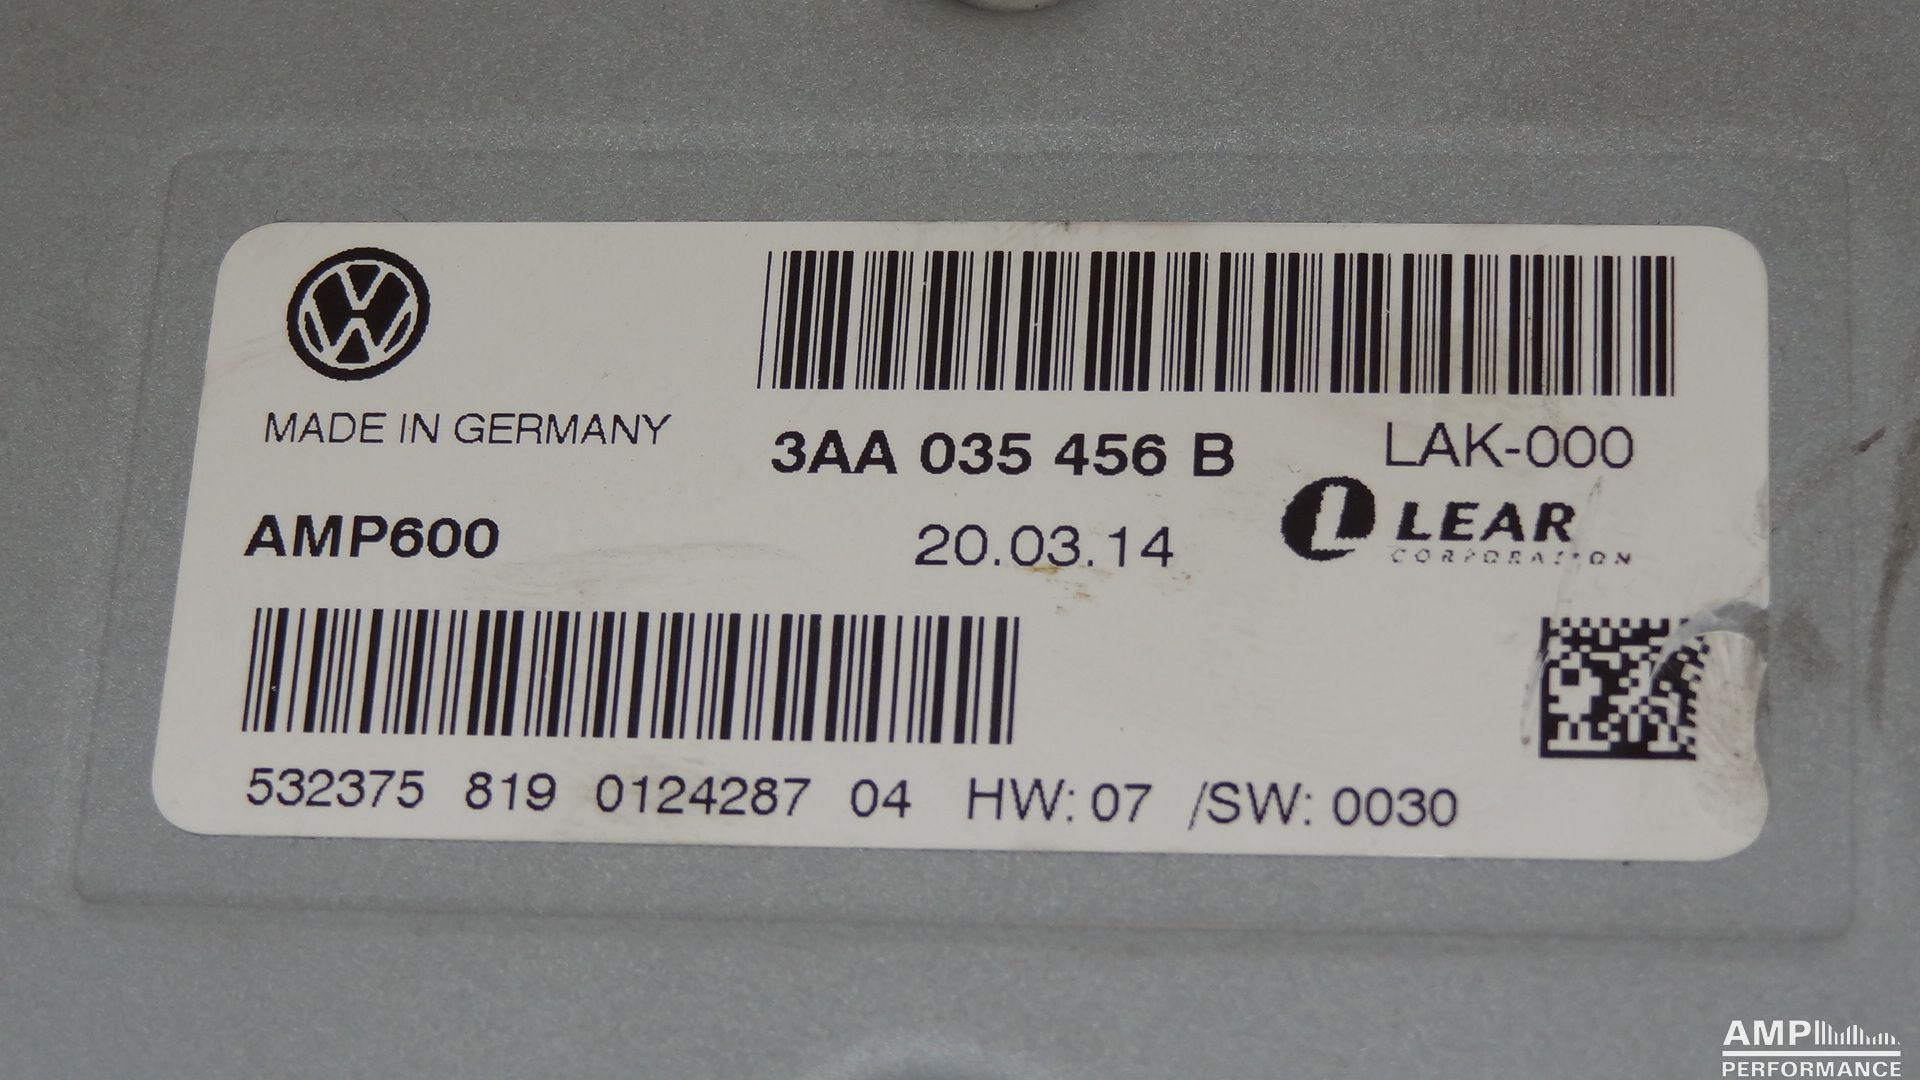 MADE IN GERMANY
3AA 035 456 B LAK-000
AMP600 20.03.14 LEAR
CORPORATION
532375 819 0124287 04 HW: 07 /SW: 0030
AMP
PERFORMANCE